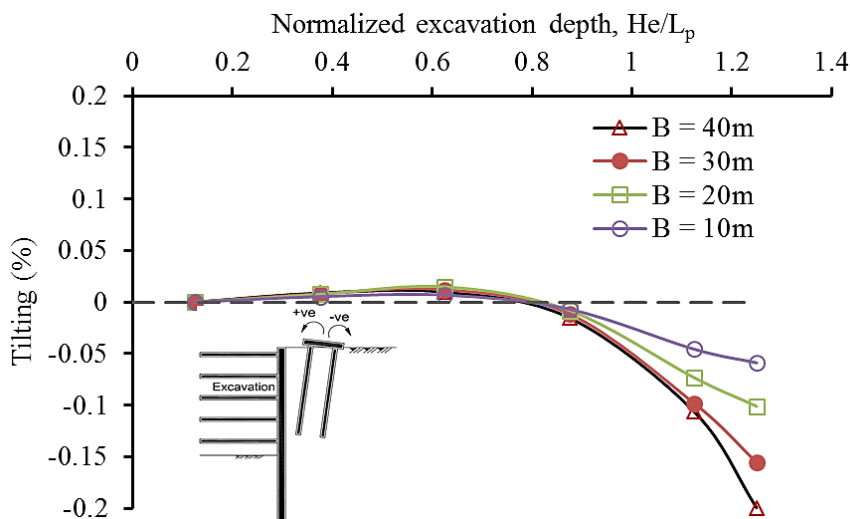 Normalized excavation depth, He/Lp
0 0.2 0.4 0.6 0.8 1 1.2 1.4
Tilting (%)
0.2
0.15
0.1
0.05
0
-0.05
-0.1
-0.15
-0.2
B = 40m
B = 30m
B = 20m
B = 10m
+ve -ve
Excavation